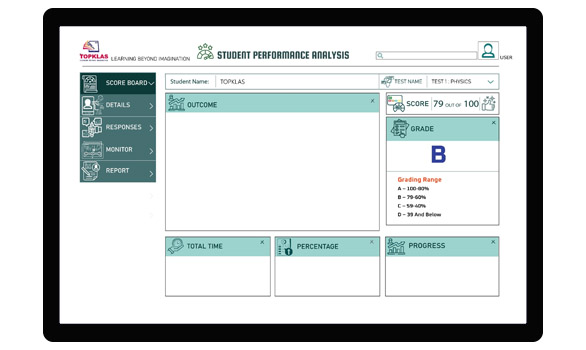 TOPKLAS
LEARNING BEYOND IMAGINATION
STUDENT PERFORMANCE ANALYSIS
USER
SCORE BOARD
DETAILS
RESPONSES
MONITOR
REPORT
Student Name: TOPKLAS
TEST NAME TEST 1: PHYSICS
OUTCOME x
SCORE 79 OUT OF 100
GRADE x
B
Grading Range
A – 100-80%
B – 79-60%
C – 59-40%
D – 39 And Below
TOTAL TIME x
PERCENTAGE x
PROGRESS x